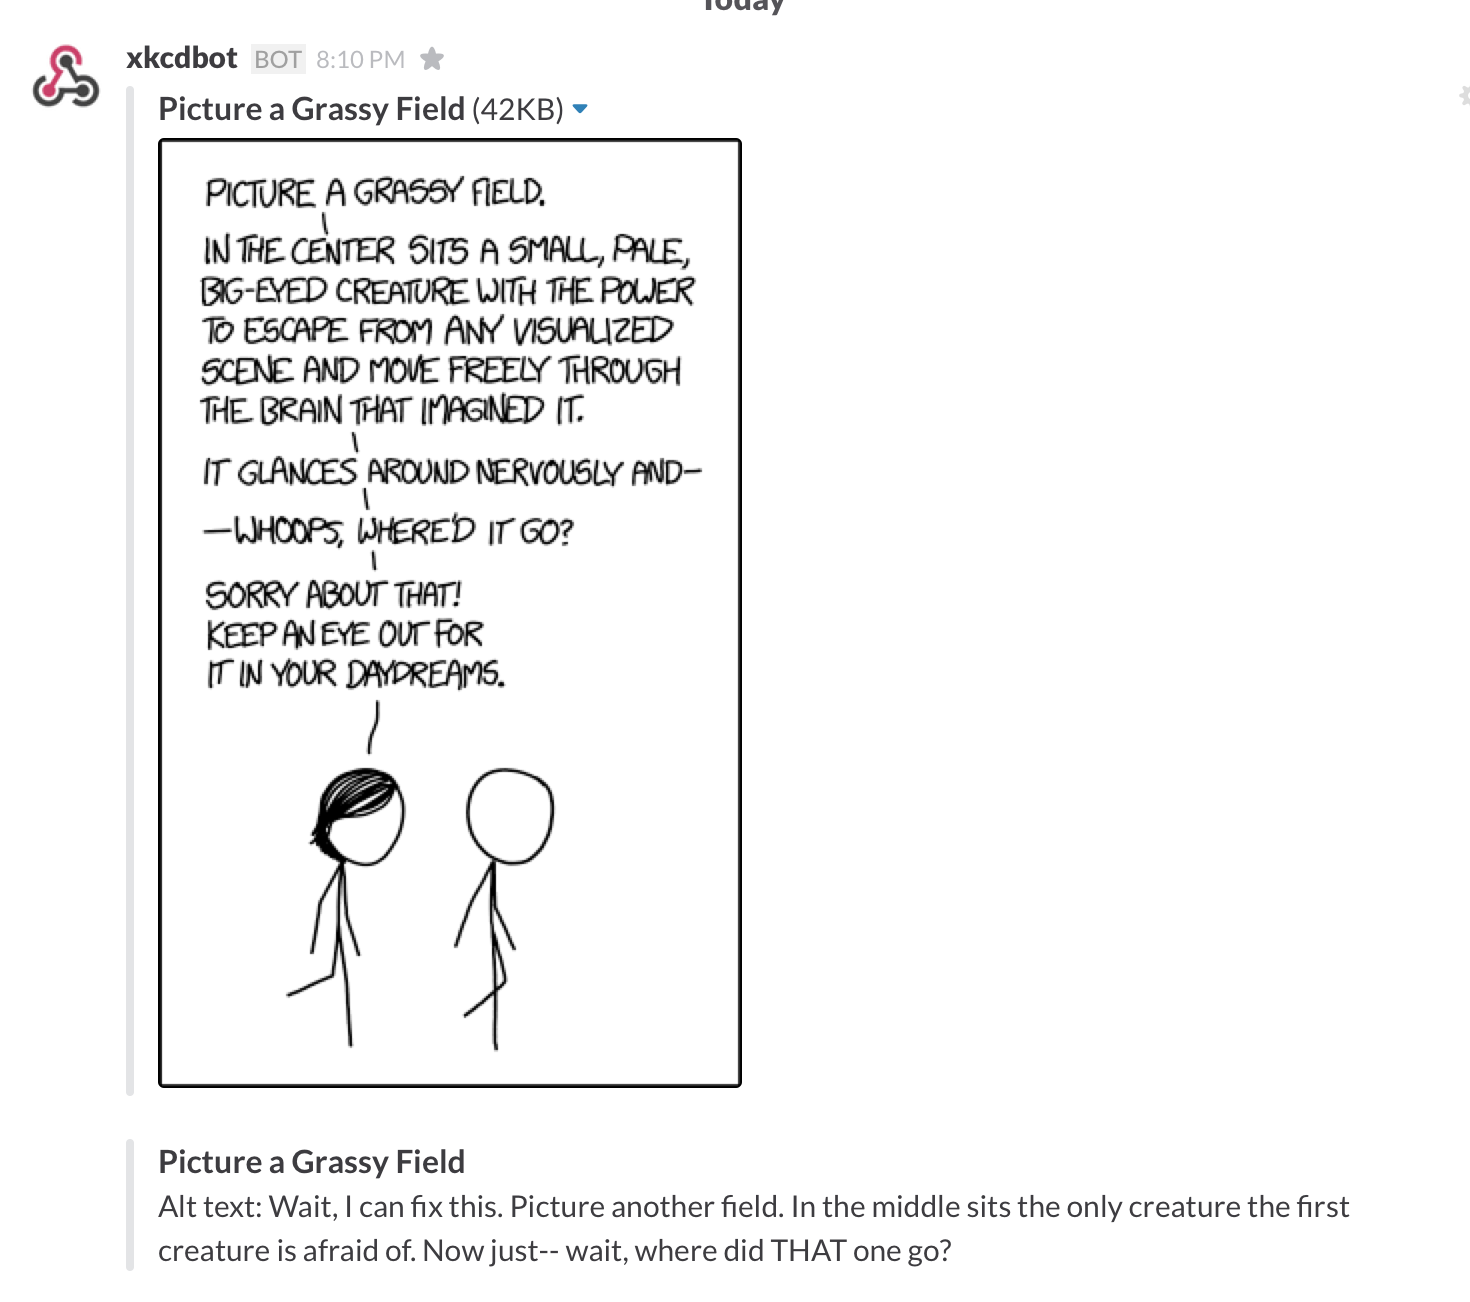 Today
xkcdbot BOT 8:10 PM
Picture a Grassy Field (42KB)
PICTURE A GRASSY FIELD.
IN THE CENTER SITS A SMALL, PALE,
BIG-EYED CREATURE WITH THE POWER
TO ESCAPE FROM ANY VISUALIZED
SCENE AND MOVE FREELY THROUGH
THE BRAIN THAT IMAGINED IT.
IT GLANCES AROUND NERVOUSLY AND—
—WHOOPS, WHERE'D IT GO?
SORRY ABOUT THAT!
KEEP AN EYE OUT FOR
IT IN YOUR DAYDREAMS.
Picture a Grassy Field
Alt text: Wait, I can fix this. Picture another field. In the middle sits the only creature the first
creature is afraid of. Now just-- wait, where did THAT one go?